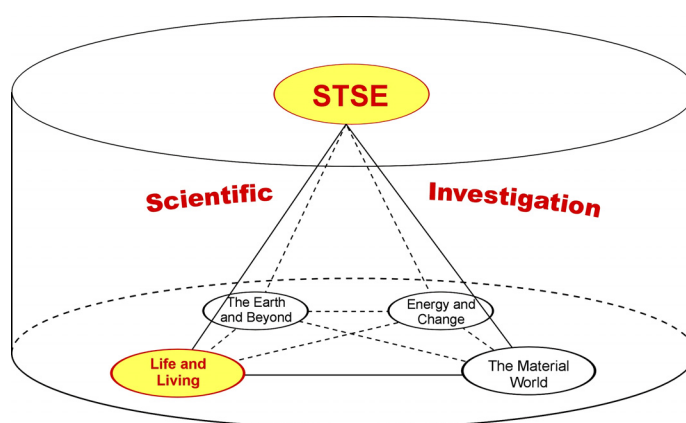 STSE
Scientific
Investigation
The Earth
and Beyond
Energy and
Change
Life and
Living
The Material
World